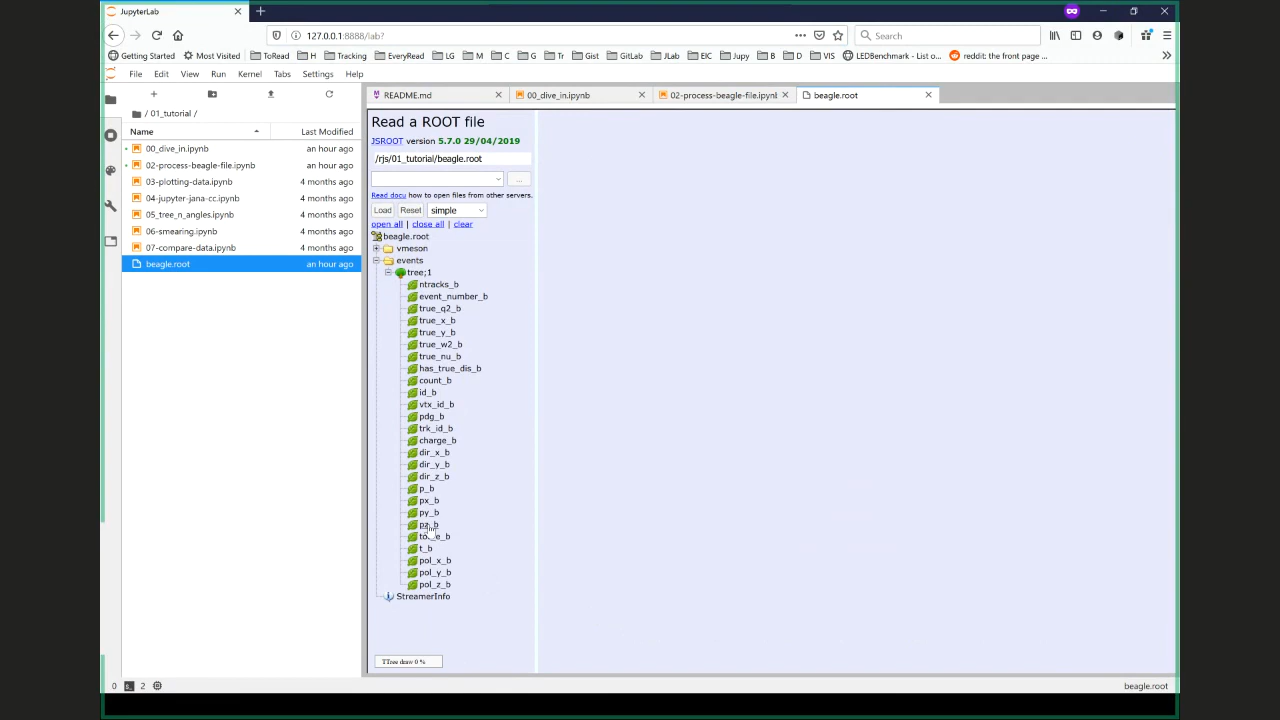 JupyterLab
127.0.0.1:8888/lab?
Search
Getting Started
Most Visited
ToRead
H
Tracking
EveryRead
LG
M
C
G
Tr
Gist
GitLab
JLab
EIC
Jupy
B
D
VIS
LEDBenchmark - List o...
reddit: the front page ...
File
Edit
View
Run
Kernel
Tabs
Settings
Help
/ 01_tutorial /
Name
Last Modified
00_dive_in.ipynb
an hour ago
02-process-beagle-file.ipynb
an hour ago
03-plotting-data.ipynb
4 months ago
04-jupyter-jana-cc.ipynb
4 months ago
05_tree_n_angles.ipynb
4 months ago
06-smearing.ipynb
4 months ago
07-compare-data.ipynb
4 months ago
beagle.root
an hour ago
README.md
00_dive_in.ipynb
02-process-beagle-file.ipynb
beagle.root
Read a ROOT file
JSROOT version 5.7.0 29/04/2019
/rjs/01_tutorial/beagle.root
...
Read docu how to open files from other servers.
Load
Reset
simple
open all | close all | clear
beagle.root
vmeson
events
tree;1
ntracks_b
event_number_b
true_q2_b
true_x_b
true_y_b
true_w2_b
true_nu_b
has_true_dis_b
count_b
id_b
vtx_id_b
pdg_b
trk_id_b
charge_b
dir_x_b
dir_y_b
dir_z_b
p_b
px_b
py_b
pz_b
t_b
pol_x_b
pol_y_b
pol_z_b
StreamerInfo
TTree draw 0 %
0
2
beagle.root